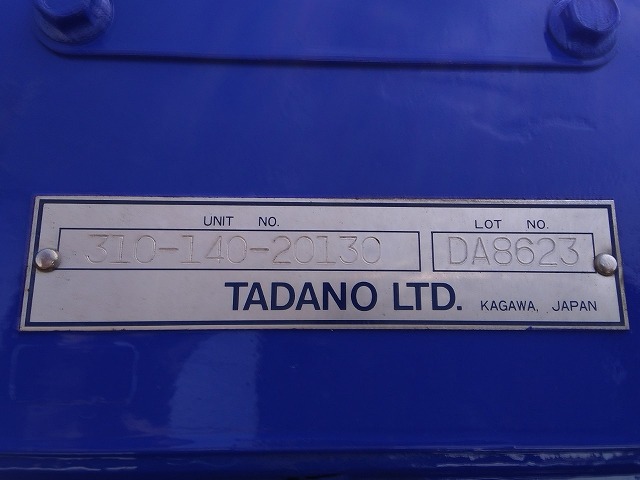 UNIT NO. LOT NO.
310-140-20130 DA8623
TADANO LTD. KAGAWA, JAPAN